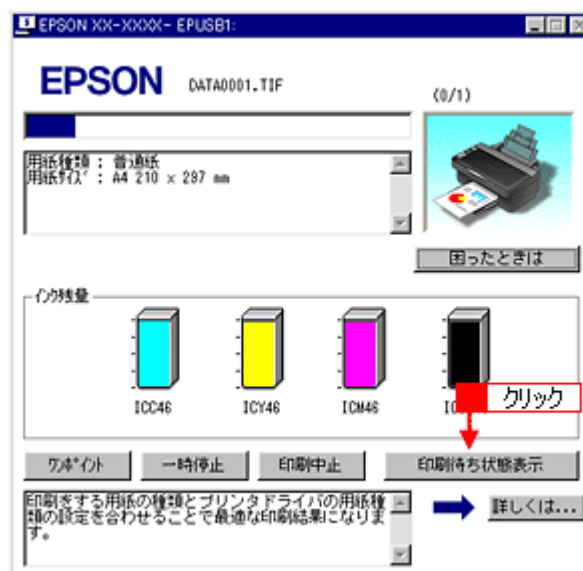 EPSON XX-XXXX- EPUSB1:
EPSON DATA0001.TIF
(0/1)
用紙種類 : 普通紙
用紙ｻｲｽﾞ : A4 210 × 297 mm
困ったときは
ｲﾝｸ残量
ICC46 ICY46 ICM46
クリック
ﾜﾝﾎﾟｲﾝﾄ 一時停止 印刷中止 印刷待ち状態表示
印刷をする用紙の種類とプリンタドライバの用紙種
類の設定を合わせることで最適な印刷結果になりま
す。
詳しくは...